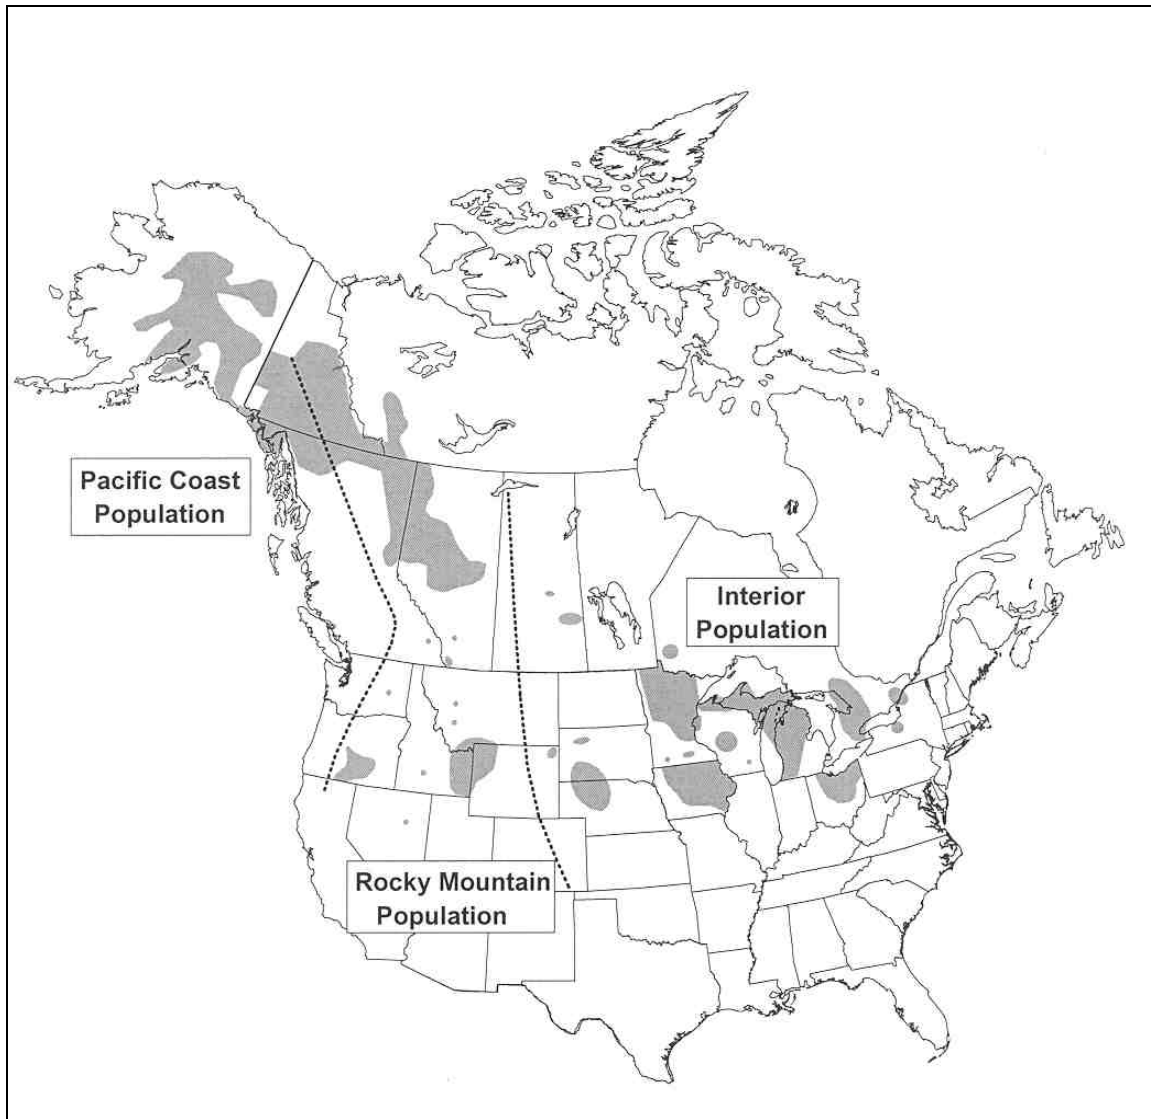 Pacific Coast
Population
Interior
Population
Rocky Mountain
Population